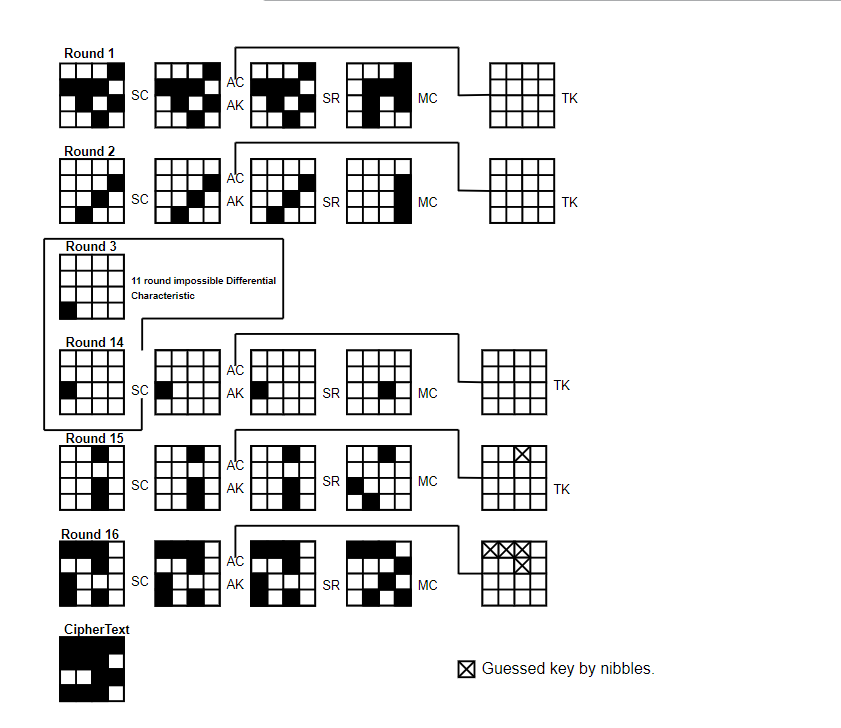 Round 1
SC
AC
AK
SR
MC
TK
Round 2
SC
AC
AK
SR
MC
TK
Round 3
11 round impossible Differential
Characteristic
Round 14
SC
AC
AK
SR
MC
TK
Round 15
SC
AC
AK
SR
MC
TK
Round 16
SC
AC
AK
SR
MC
CipherText
Guessed key by nibbles.